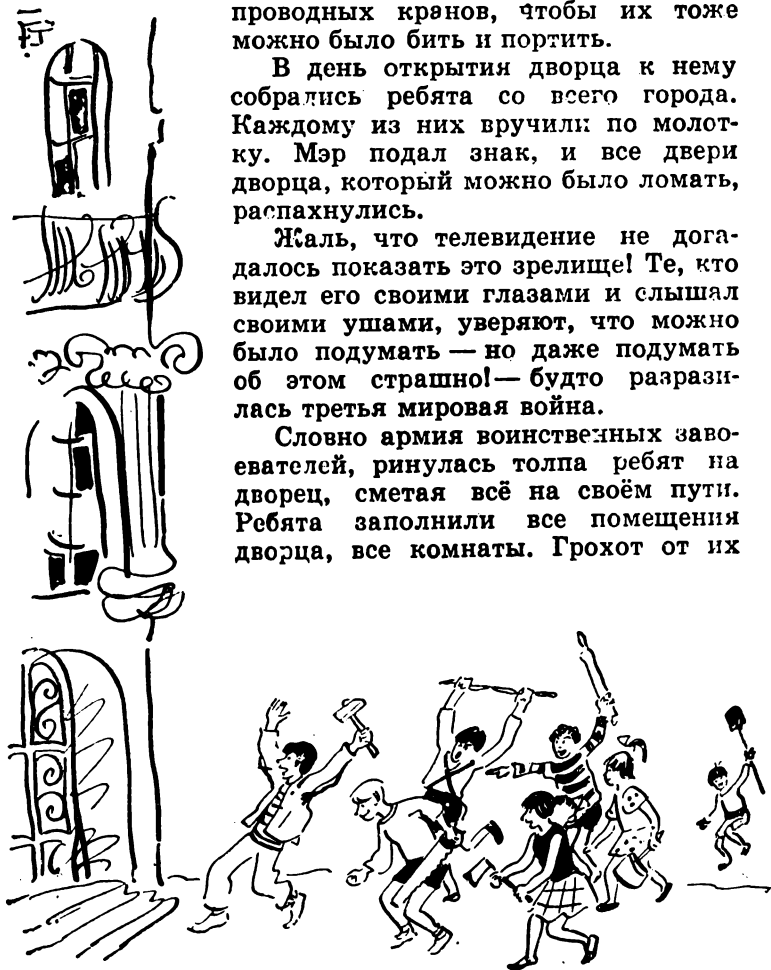 проводных кранов, чтобы их тоже
можно было бить и портить.
В день открытия дворца к нему
собрались ребята со всего города.
Каждому из них вручили по молот-
ку. Мэр подал знак, и все двери
дворца, который можно было ломать,
распахнулись.
Жаль, что телевидение не дога-
далось показать это зрелище! Те, кто
видел его своими глазами и слышал
своими ушами, уверяют, что можно
было подумать — но даже подумать
об этом страшно! — будто разрази-
лась третья мировая война.
Словно армия воинственных заво-
евателей, ринулась толпа ребят на
дворец, сметая всё на своём пути.
Ребята заполнили все помещения
дворца, все комнаты. Грохот от их